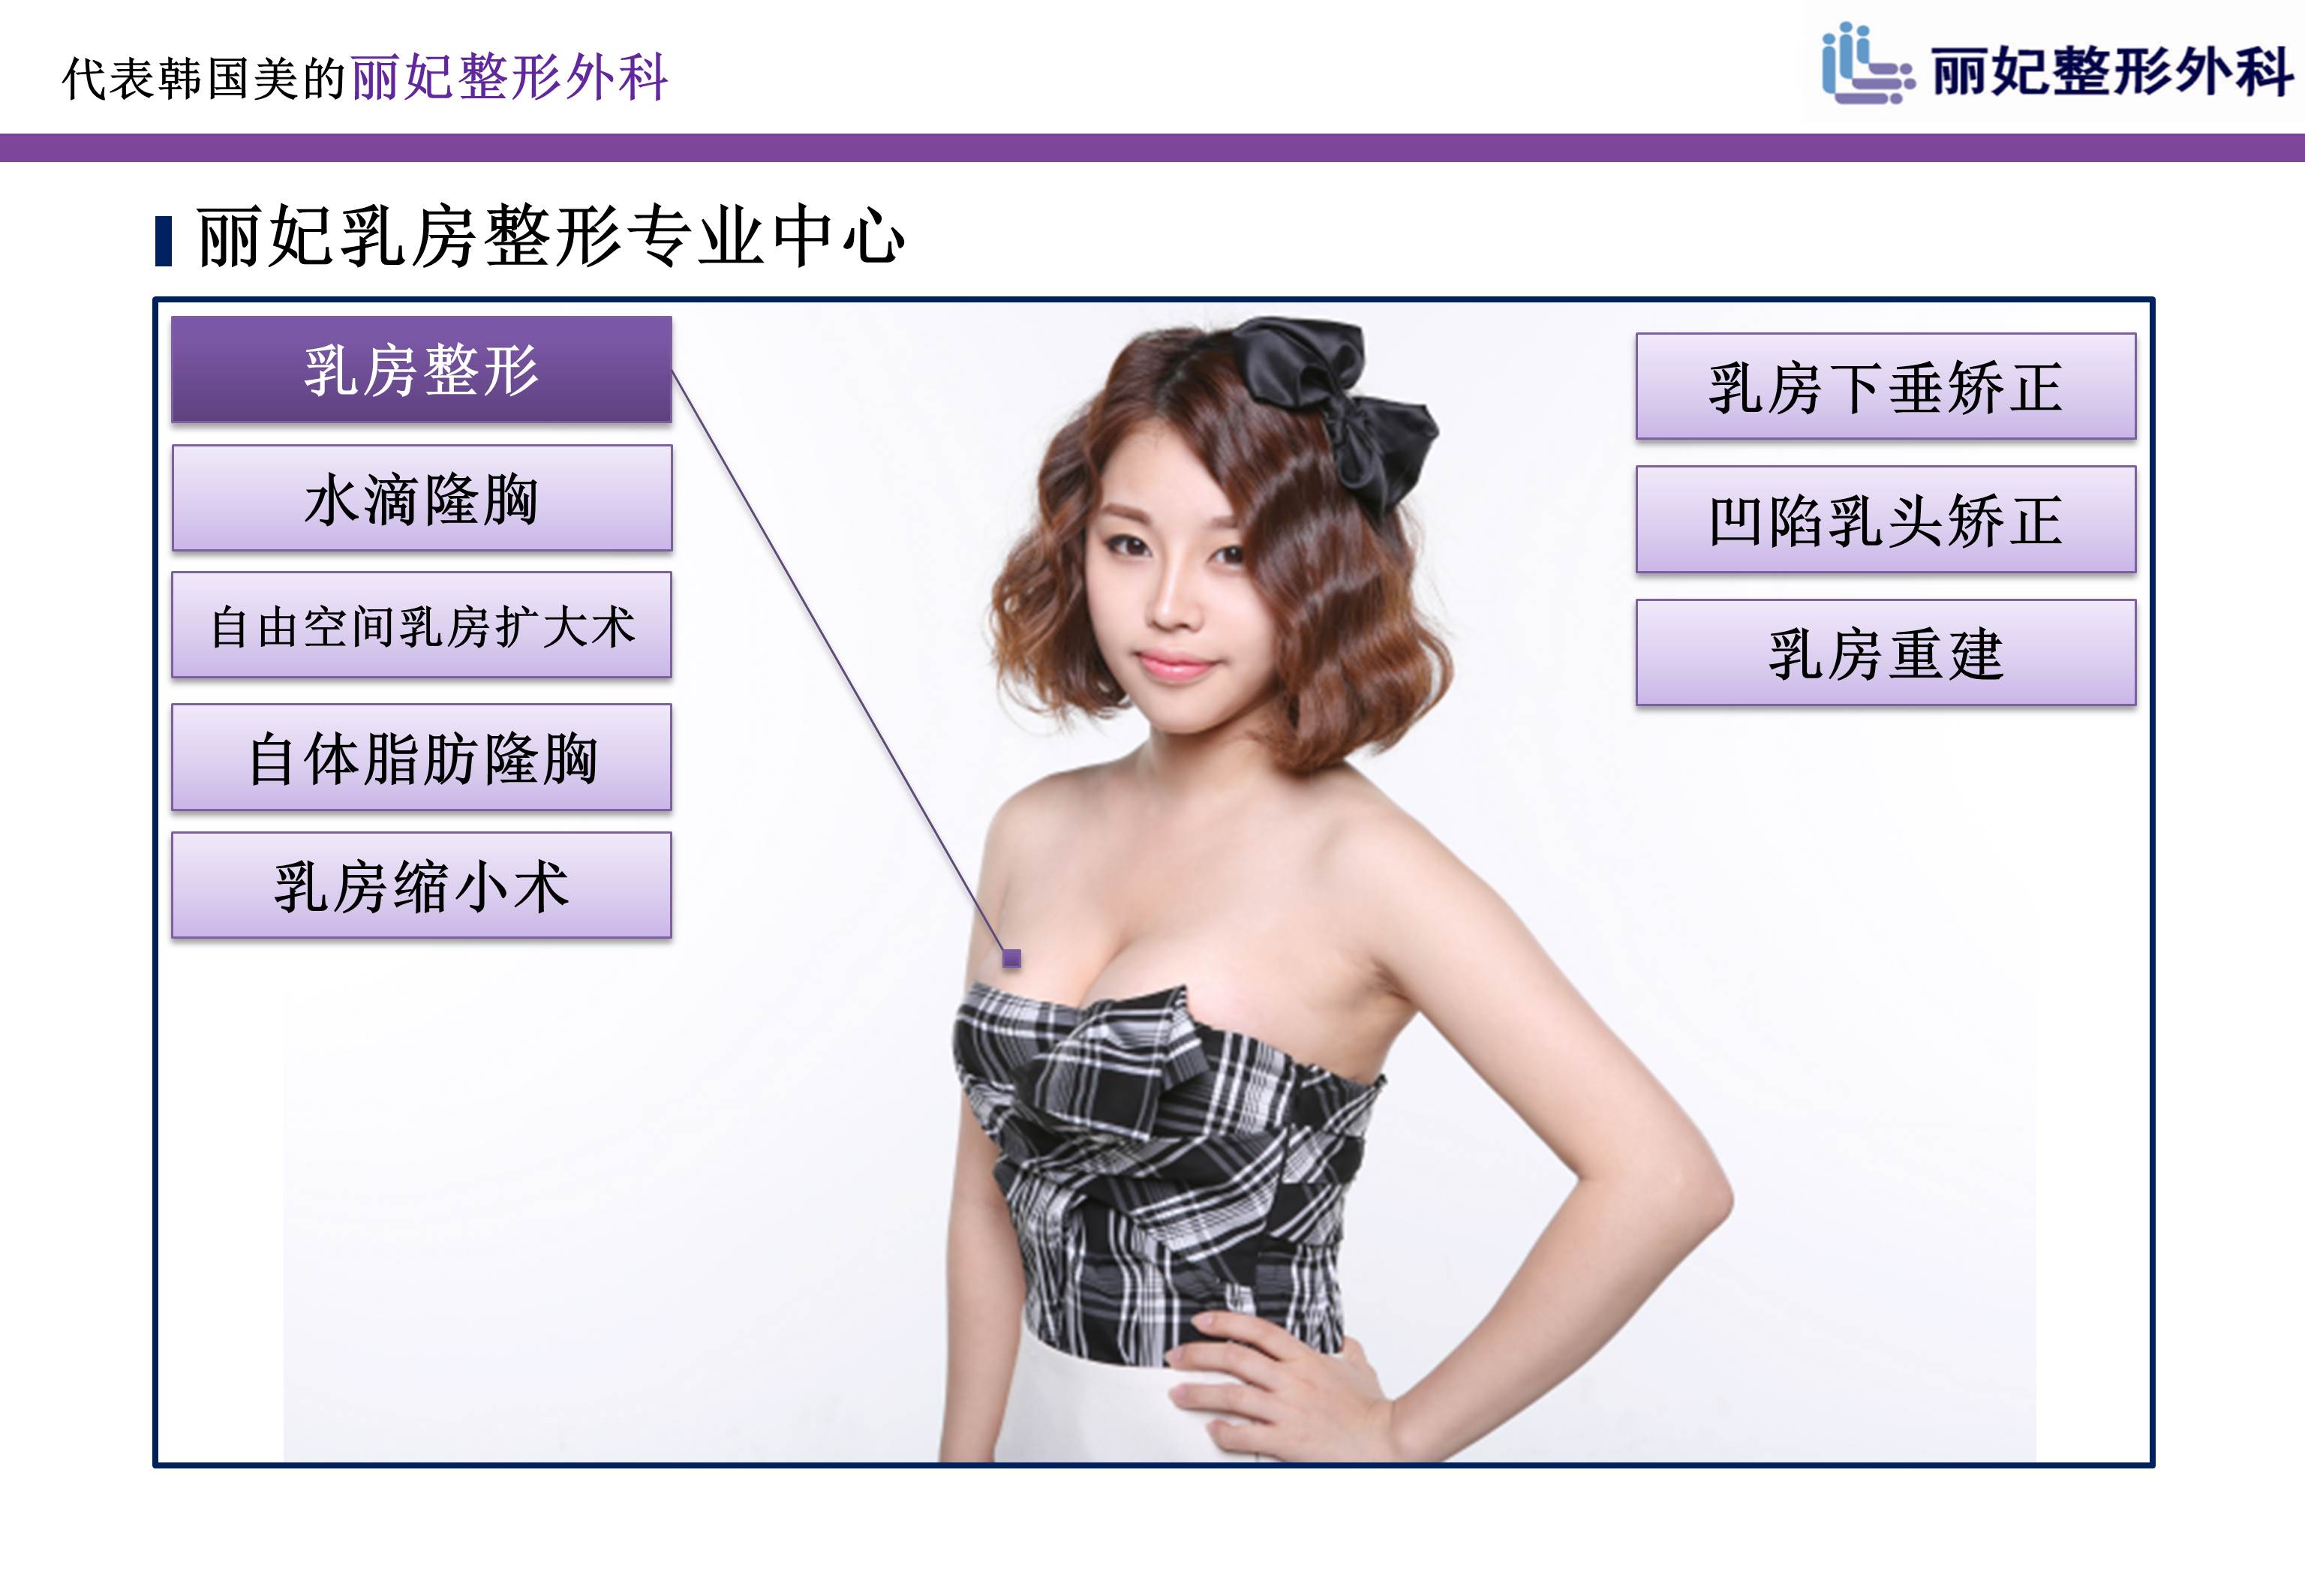 代表韩国美的丽妃整形外科
丽妃整形外科
丽妃乳房整形专业中心
乳房整形
水滴隆胸
自由空间乳房扩大术
自体脂肪隆胸
乳房缩小术
乳房下垂矫正
凹陷乳头矫正
乳房重建